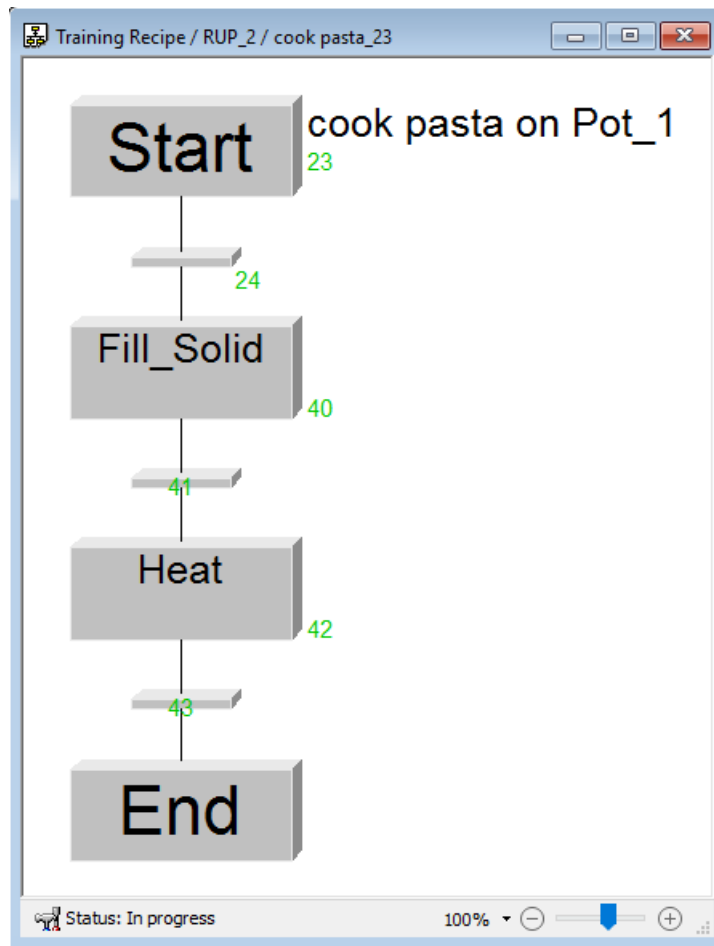 Training Recipe / RUP_2 / cook pasta_23
Start
cook pasta on Pot_1
23
24
Fill_Solid
40
41
Heat
42
43
End
Status: In progress
100%